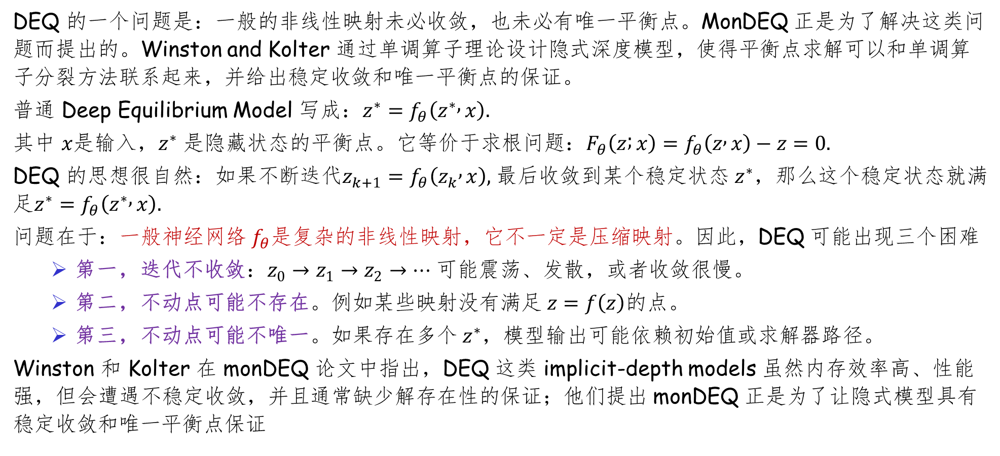 DEQ 的一个问题是：一般的非线性映射未必收敛，也未必有唯一平衡点。MonDEQ 正是为了解决这类问
题而提出的。Winston and Kolter 通过单调算子理论设计隐式深度模型，使得平衡点求解可以和单调算
子分裂方法联系起来，并给出稳定收敛和唯一平衡点的保证。
普通 Deep Equilibrium Model 写成：z* = f_θ(z*, x).
其中 x是输入，z* 是隐藏状态的平衡点。它等价于求根问题：F_θ(z; x) = f_θ(z, x) − z = 0.
DEQ 的思想很自然：如果不断迭代z_{k+1} = f_θ(z_k, x), 最后收敛到某个稳定状态 z*，那么这个稳定状态就满
足z* = f_θ(z*, x).
问题在于：一般神经网络 f_θ是复杂的非线性映射，它不一定是压缩映射。因此，DEQ 可能出现三个困难
➢ 第一，迭代不收敛：z_0 → z_1 → z_2 → ⋯ 可能震荡、发散，或者收敛很慢。
➢ 第二，不动点可能不存在。例如某些映射没有满足 z = f(z)的点。
➢ 第三，不动点可能不唯一。如果存在多个 z*，模型输出可能依赖初始值或求解器路径。
Winston 和 Kolter 在 monDEQ 论文中指出，DEQ 这类 implicit-depth models 虽然内存效率高、性能
强，但会遭遇不稳定收敛，并且通常缺少解存在性的保证；他们提出 monDEQ 正是为了让隐式模型具有
稳定收敛和唯一平衡点保证